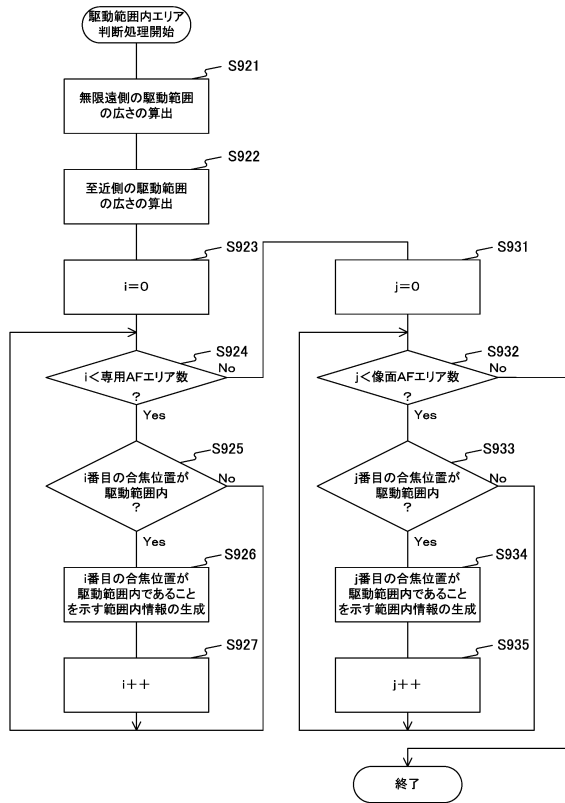 駆動範囲内エリア
判断処理開始
S921
無限遠側の駆動範囲
の広さの算出
S922
至近側の駆動範囲
の広さの算出
S923
i=0
S924
i<専用AFエリア数
?
No
Yes
S925
i番目の合焦位置が
駆動範囲内
?
No
Yes
S926
i番目の合焦位置が
駆動範囲内であること
を示す範囲内情報の生成
S927
i++
S931
j=0
S932
j<像面AFエリア数
?
No
Yes
S933
j番目の合焦位置が
駆動範囲内
?
No
Yes
S934
j番目の合焦位置が
駆動範囲内であること
を示す範囲内情報の生成
S935
j++
終了